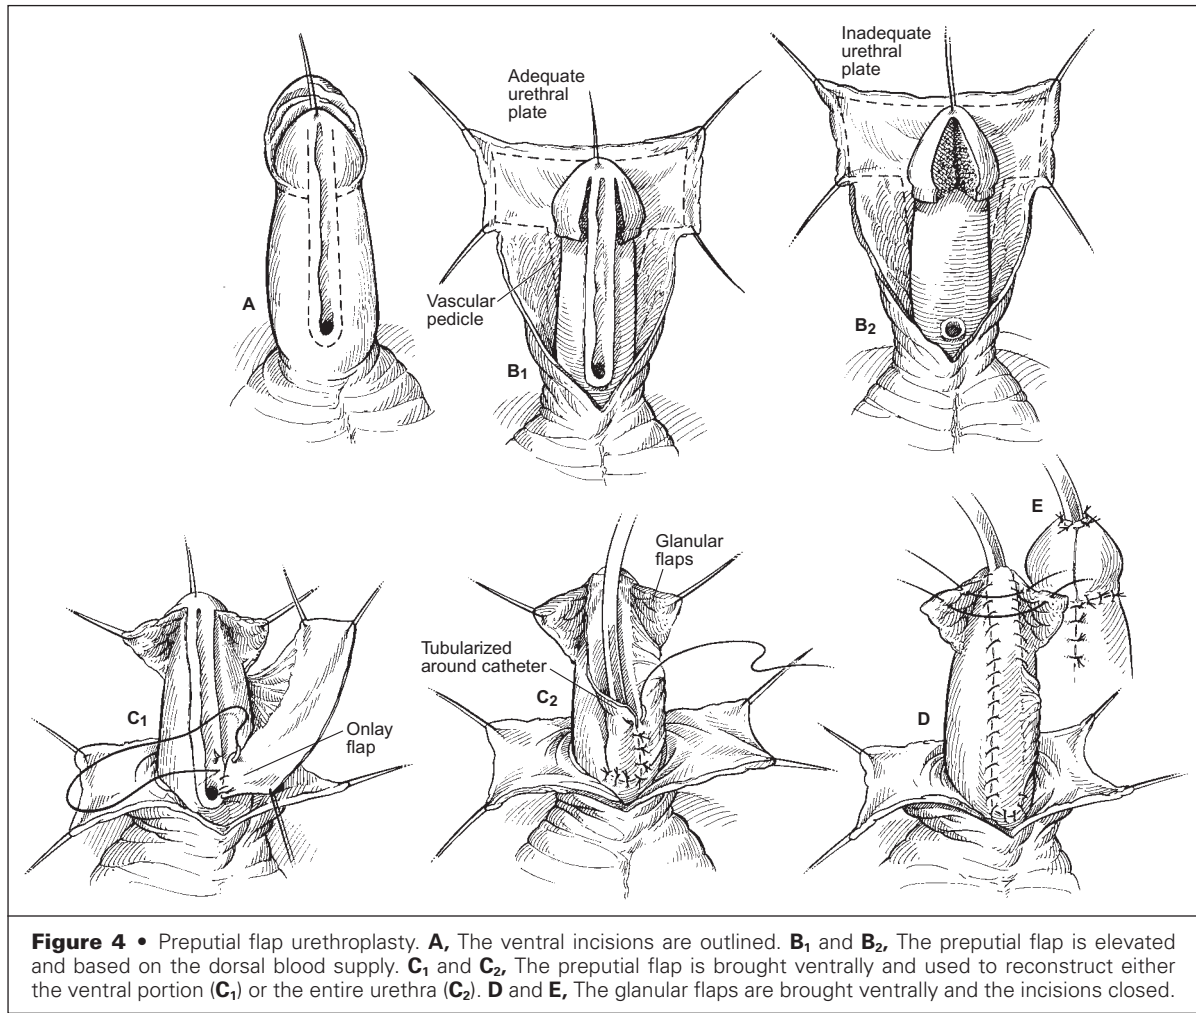 Inadequate
urethral
plate
Adequate
urethral
plate
A
Vascular
pedicle
B1
B2
E
Glanular
flaps
Tubularized
around catheter
C1
C2
D
Onlay
flap
Figure 4 • Preputial flap urethroplasty. A, The ventral incisions are outlined. B1 and B2, The preputial flap is elevated
and based on the dorsal blood supply. C1 and C2, The preputial flap is brought ventrally and used to reconstruct either
the ventral portion (C1) or the entire urethra (C2). D and E, The glanular flaps are brought ventrally and the incisions closed.